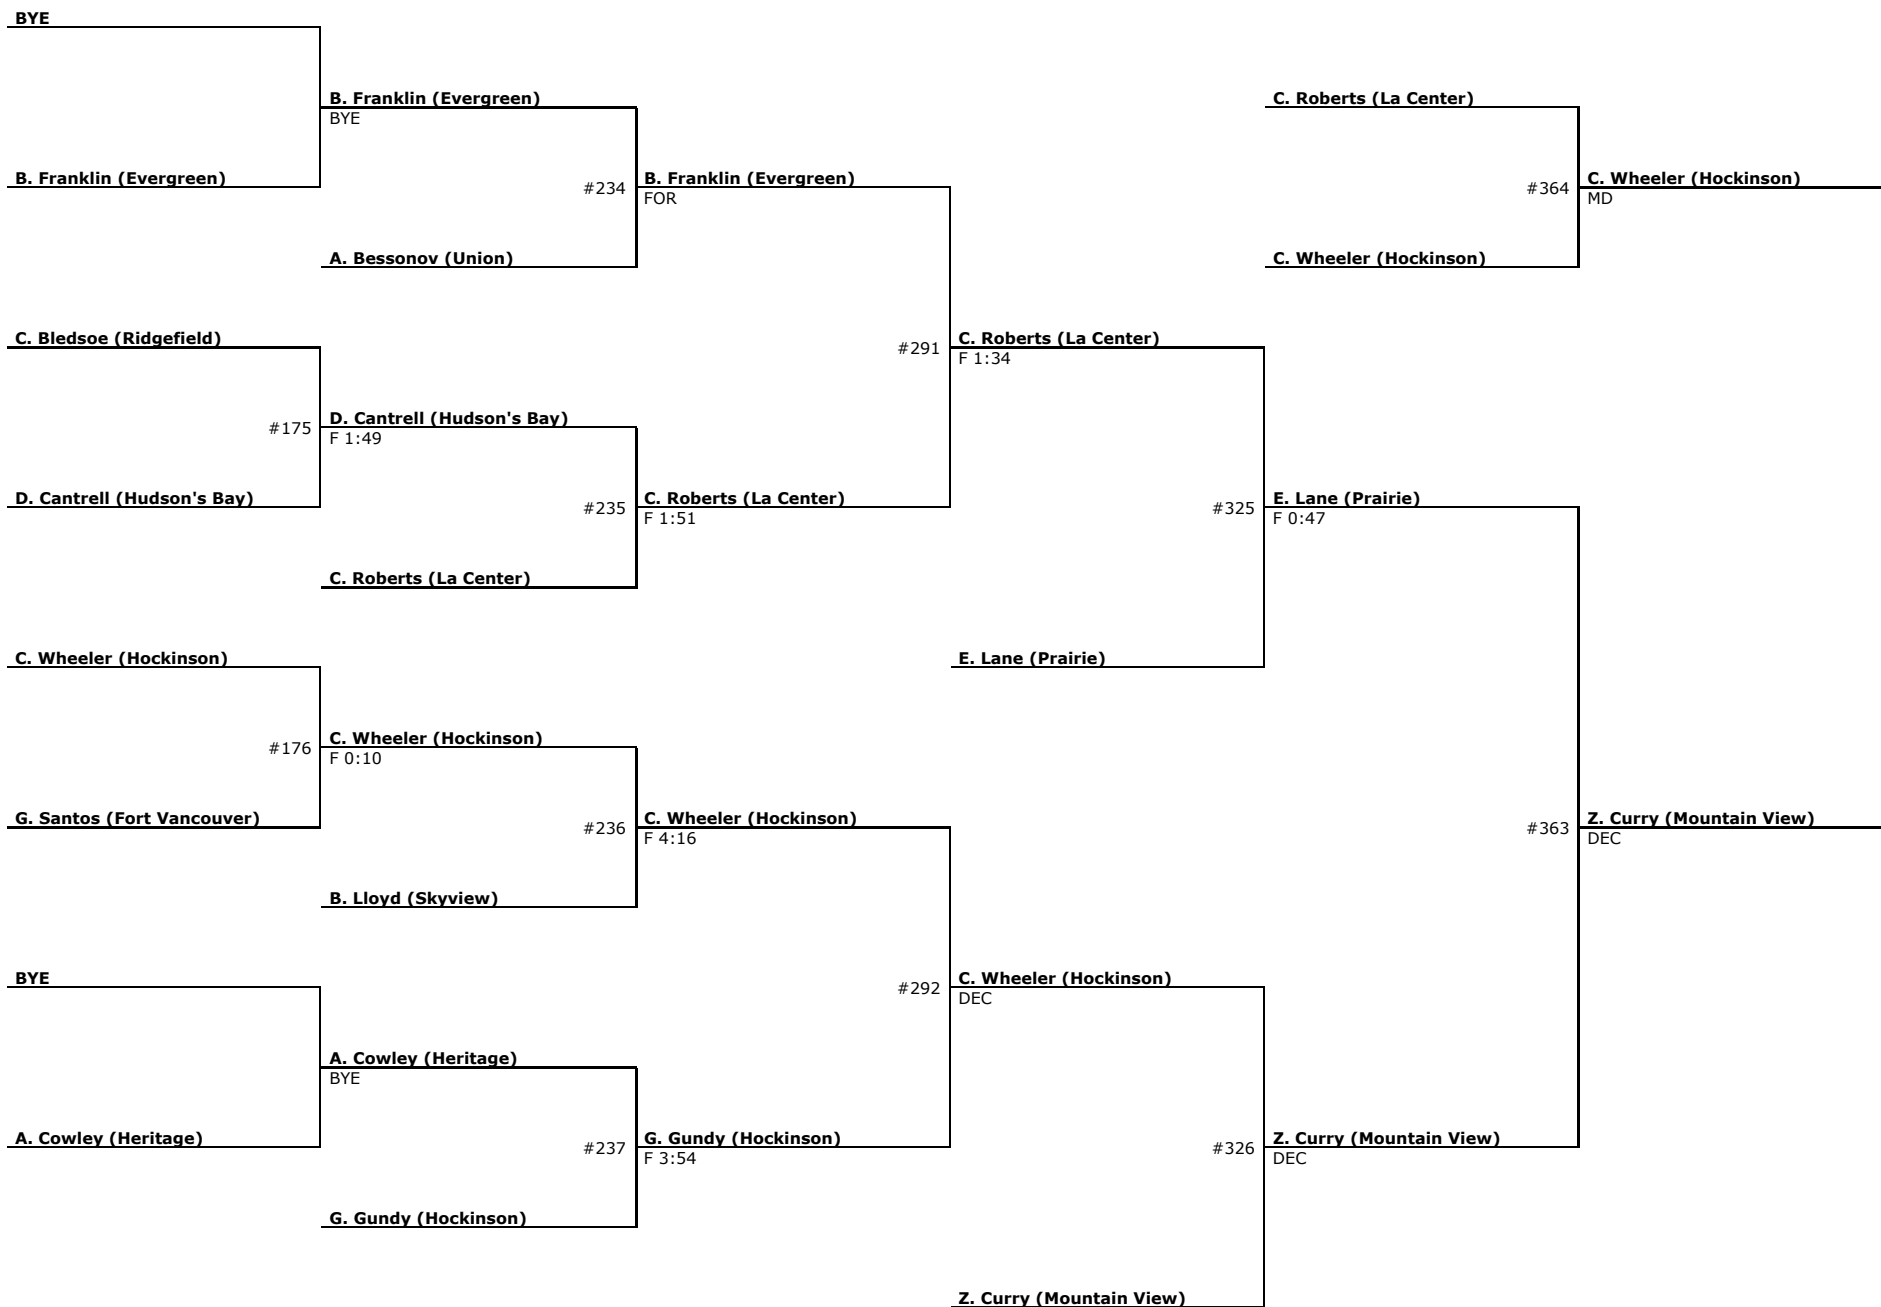 BYE
B. Franklin (Evergreen)
BYE
B. Franklin (Evergreen)
#234
B. Franklin (Evergreen)
FOR
A. Bessonov (Union)
C. Roberts (La Center)
#364
C. Wheeler (Hockinson)
MD
C. Wheeler (Hockinson)
C. Bledsoe (Ridgefield)
#291
C. Roberts (La Center)
F 1:34
#175
D. Cantrell (Hudson's Bay)
F 1:49
D. Cantrell (Hudson's Bay)
#235
C. Roberts (La Center)
F 1:51
#325
E. Lane (Prairie)
F 0:47
C. Roberts (La Center)
C. Wheeler (Hockinson)
E. Lane (Prairie)
#176
C. Wheeler (Hockinson)
F 0:10
G. Santos (Fort Vancouver)
#236
C. Wheeler (Hockinson)
F 4:16
#363
Z. Curry (Mountain View)
DEC
B. Lloyd (Skyview)
BYE
#292
C. Wheeler (Hockinson)
DEC
A. Cowley (Heritage)
BYE
A. Cowley (Heritage)
#237
G. Gundy (Hockinson)
F 3:54
#326
Z. Curry (Mountain View)
DEC
G. Gundy (Hockinson)
Z. Curry (Mountain View)